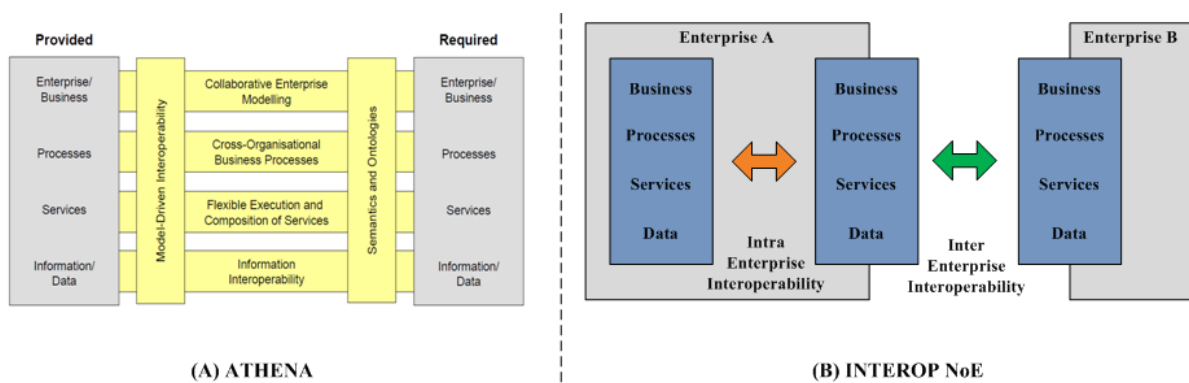 Provided
Required
Enterprise/
Business
Processes
Services
Information/
Data
Model-Driven Interoperability
Collaborative Enterprise
Modelling
Cross-Organisational
Business Processes
Flexible Execution and
Composition of Services
Information
Interoperability
Semantics and Ontologies
Enterprise/
Business
Processes
Services
Information/
Data
(A) ATHENA
Enterprise A
Enterprise B
Business
Processes
Services
Data
Intra
Enterprise
Interoperability
Business
Processes
Services
Data
Inter
Enterprise
Interoperability
Business
Processes
Services
Data
(B) INTEROP NoE